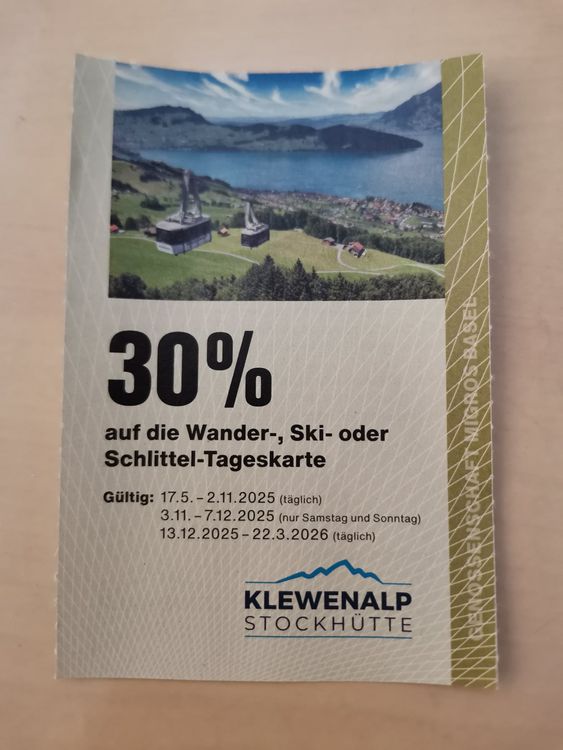 30%
auf die Wander-, Ski- oder
Schlittel-Tageskarte
Gültig: 17.5. – 2.11.2025 (täglich)
3.11. – 7.12.2025 (nur Samstag und Sonntag)
13.12.2025 – 22.3.2026 (täglich)
KLEWENALP
STOCKHÜTTE
GENOSSENSCHAFT MIGROS BASEL